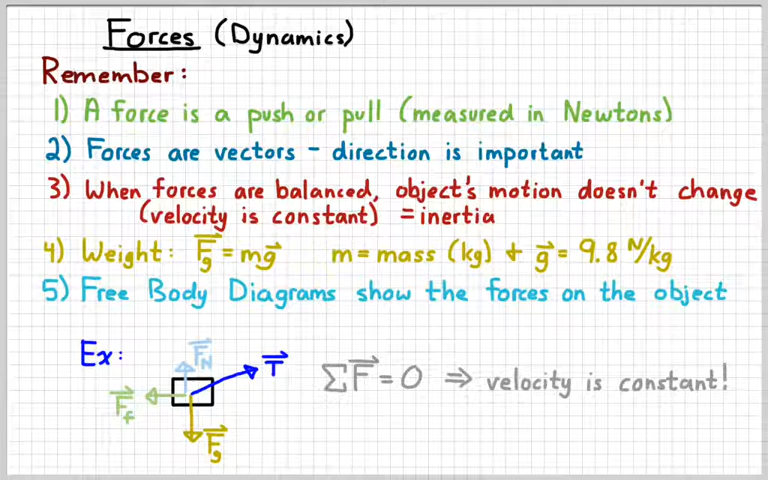 Forces (Dynamics)
Remember:
1) A force is a push or pull (measured in Newtons)
2) Forces are vectors - direction is important
3) When forces are balanced, object's motion doesn't change
(velocity is constant) = inertia
4) Weight: F⃗g = mg⃗ m = mass (kg) + g⃗ = 9.8 N/kg
5) Free Body Diagrams show the forces on the object
Ex:
F⃗N
T⃗
F⃗f
F⃗g
ΣF⃗ = 0 ⇒ velocity is constant!